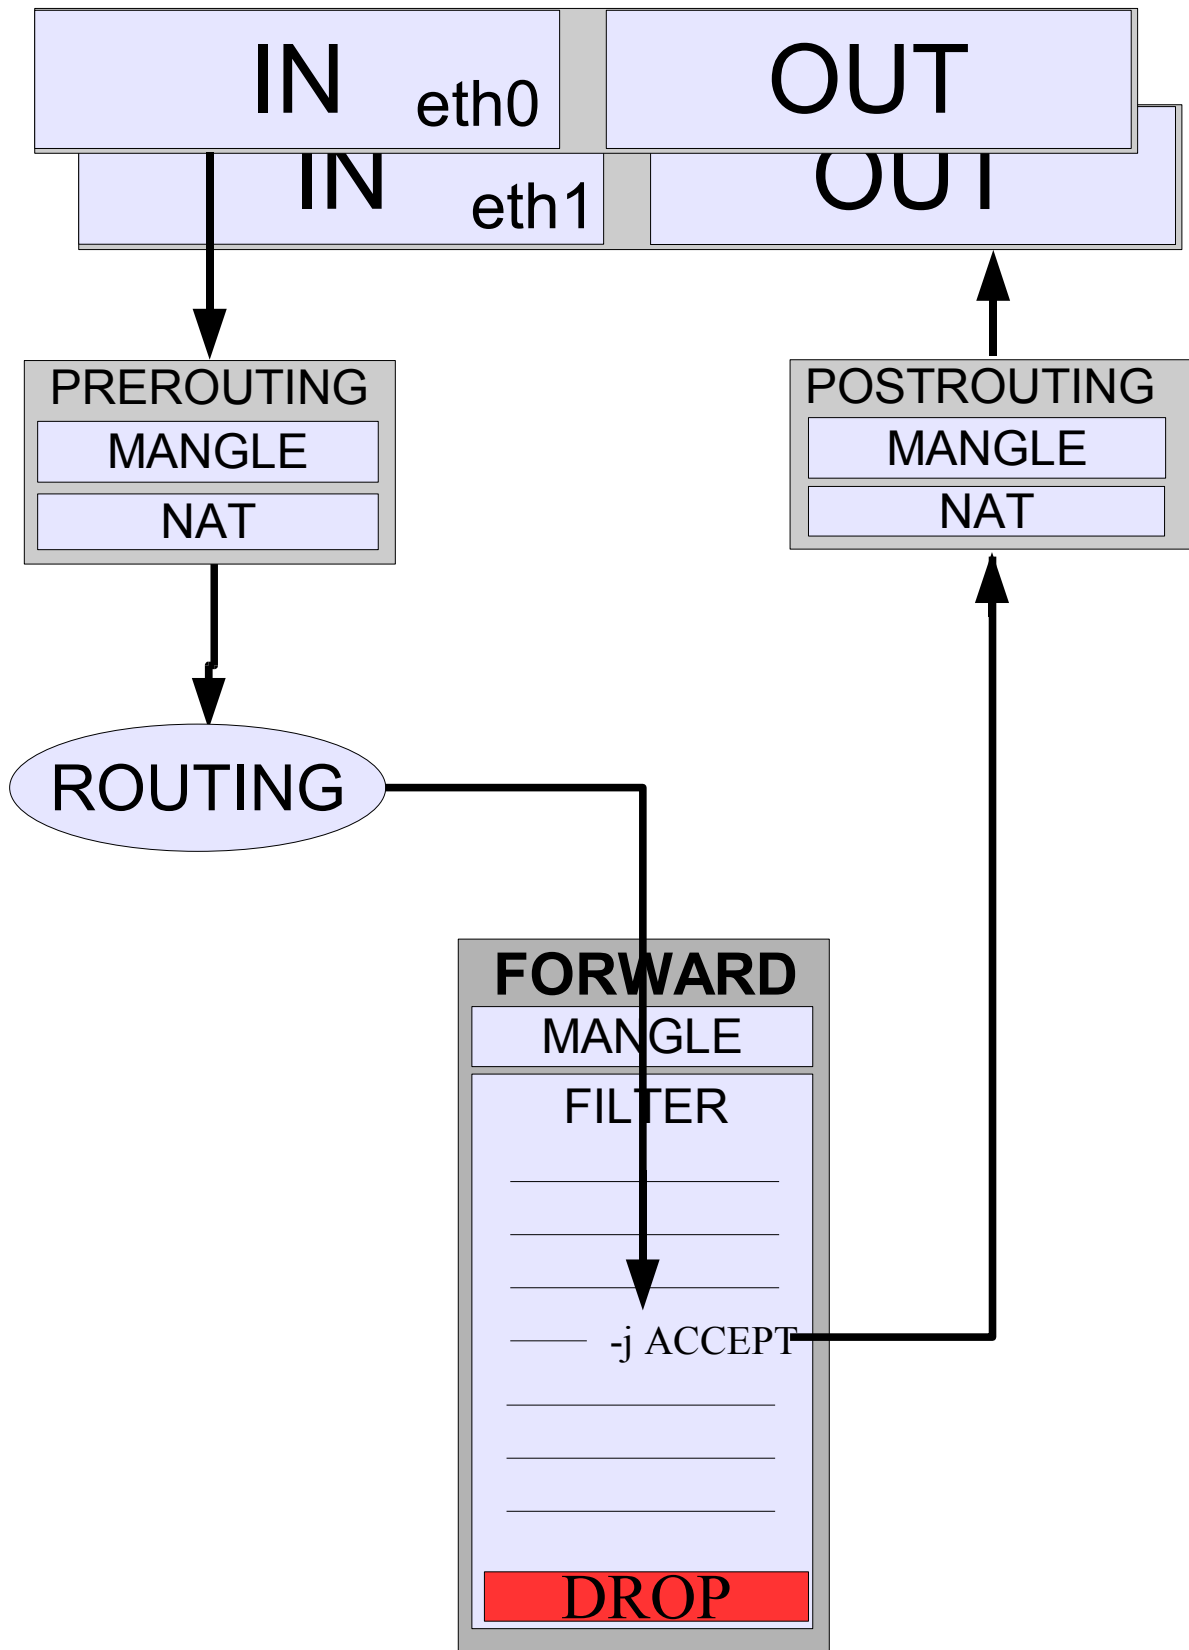 IN eth0 OUT
IN eth1 OUT
PREROUTING
MANGLE
NAT
POSTROUTING
MANGLE
NAT
ROUTING
FORWARD
MANGLE
FILTER
-j ACCEPT
DROP